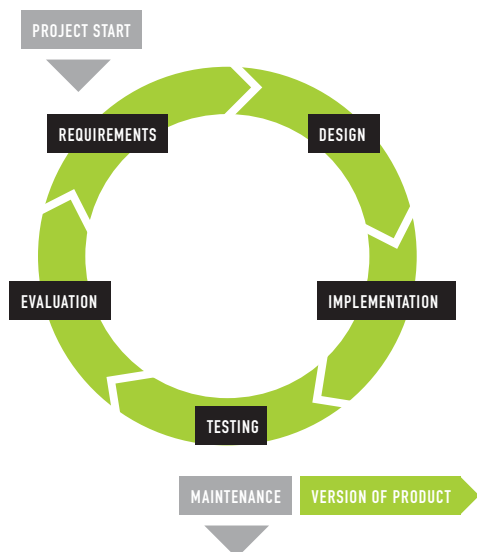 PROJECT START
REQUIREMENTS
DESIGN
EVALUATION
IMPLEMENTATION
TESTING
MAINTENANCE
VERSION OF PRODUCT